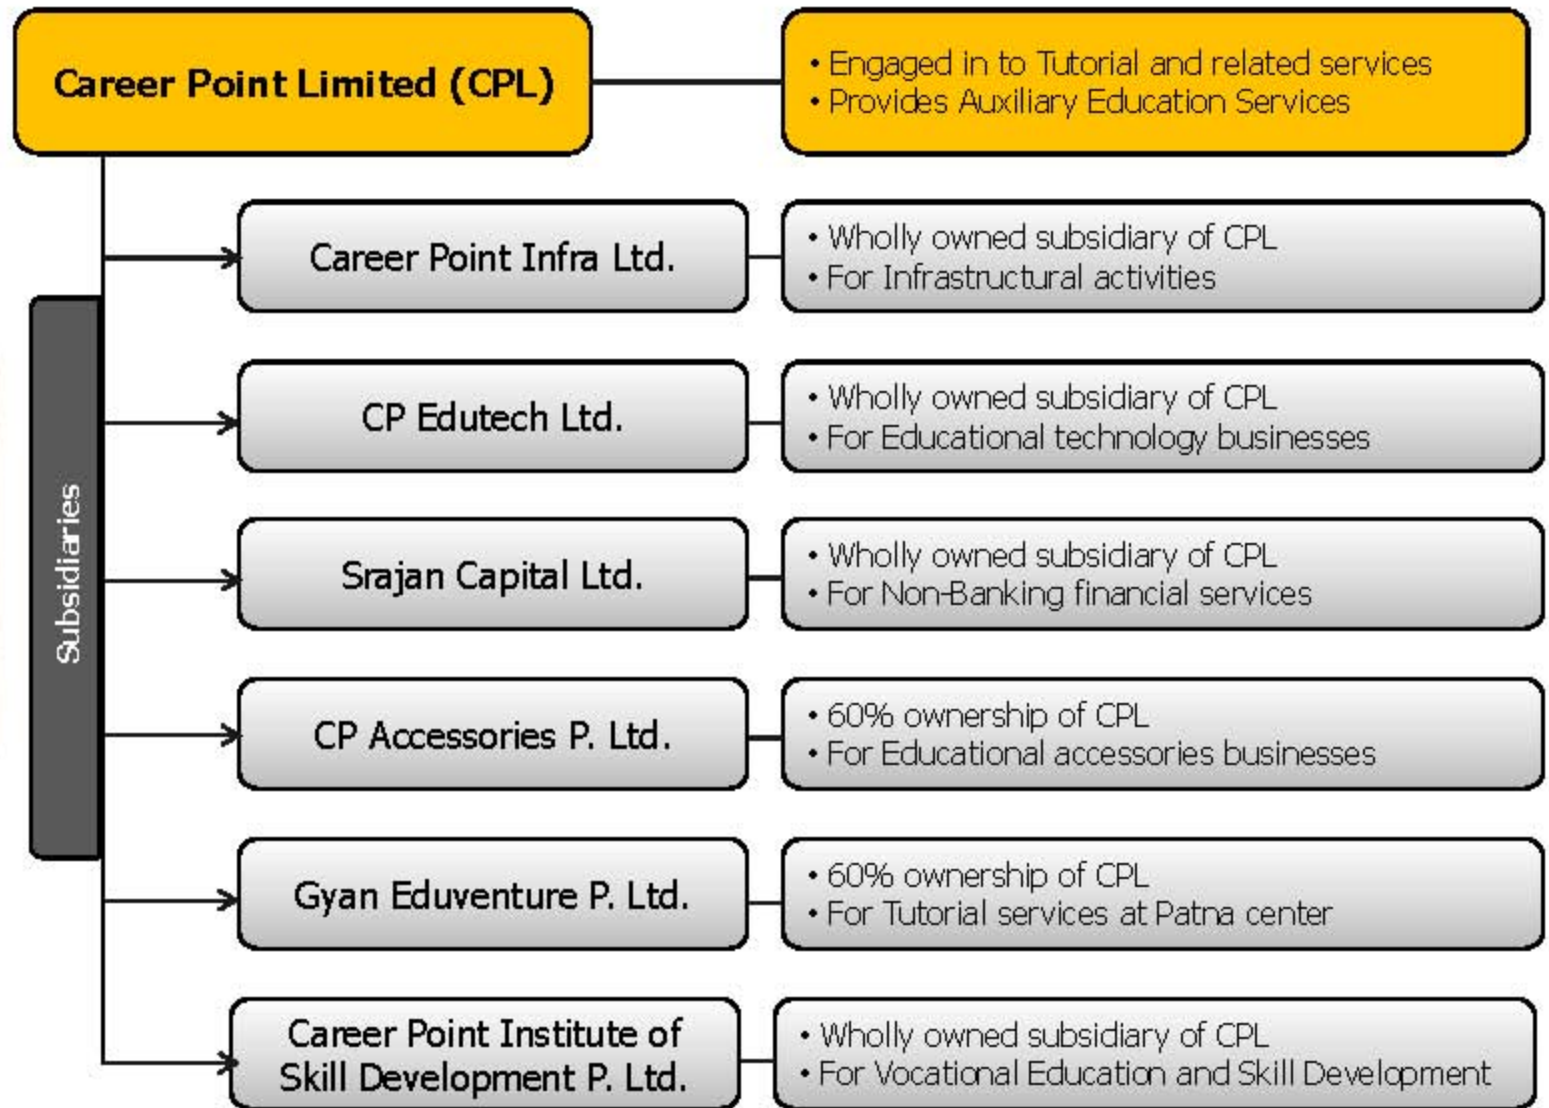 Career Point Limited (CPL)
• Engaged in to Tutorial and related services
• Provides Auxiliary Education Services
Subsidiaries
Career Point Infra Ltd.
• Wholly owned subsidiary of CPL
• For Infrastructural activities
CP Edutech Ltd.
• Wholly owned subsidiary of CPL
• For Educational technology businesses
Srajan Capital Ltd.
• Wholly owned subsidiary of CPL
• For Non-Banking financial services
CP Accessories P. Ltd.
• 60% ownership of CPL
• For Educational accessories businesses
Gyan Eduventure P. Ltd.
• 60% ownership of CPL
• For Tutorial services at Patna center
Career Point Institute of
Skill Development P. Ltd.
• Wholly owned subsidiary of CPL
• For Vocational Education and Skill Development